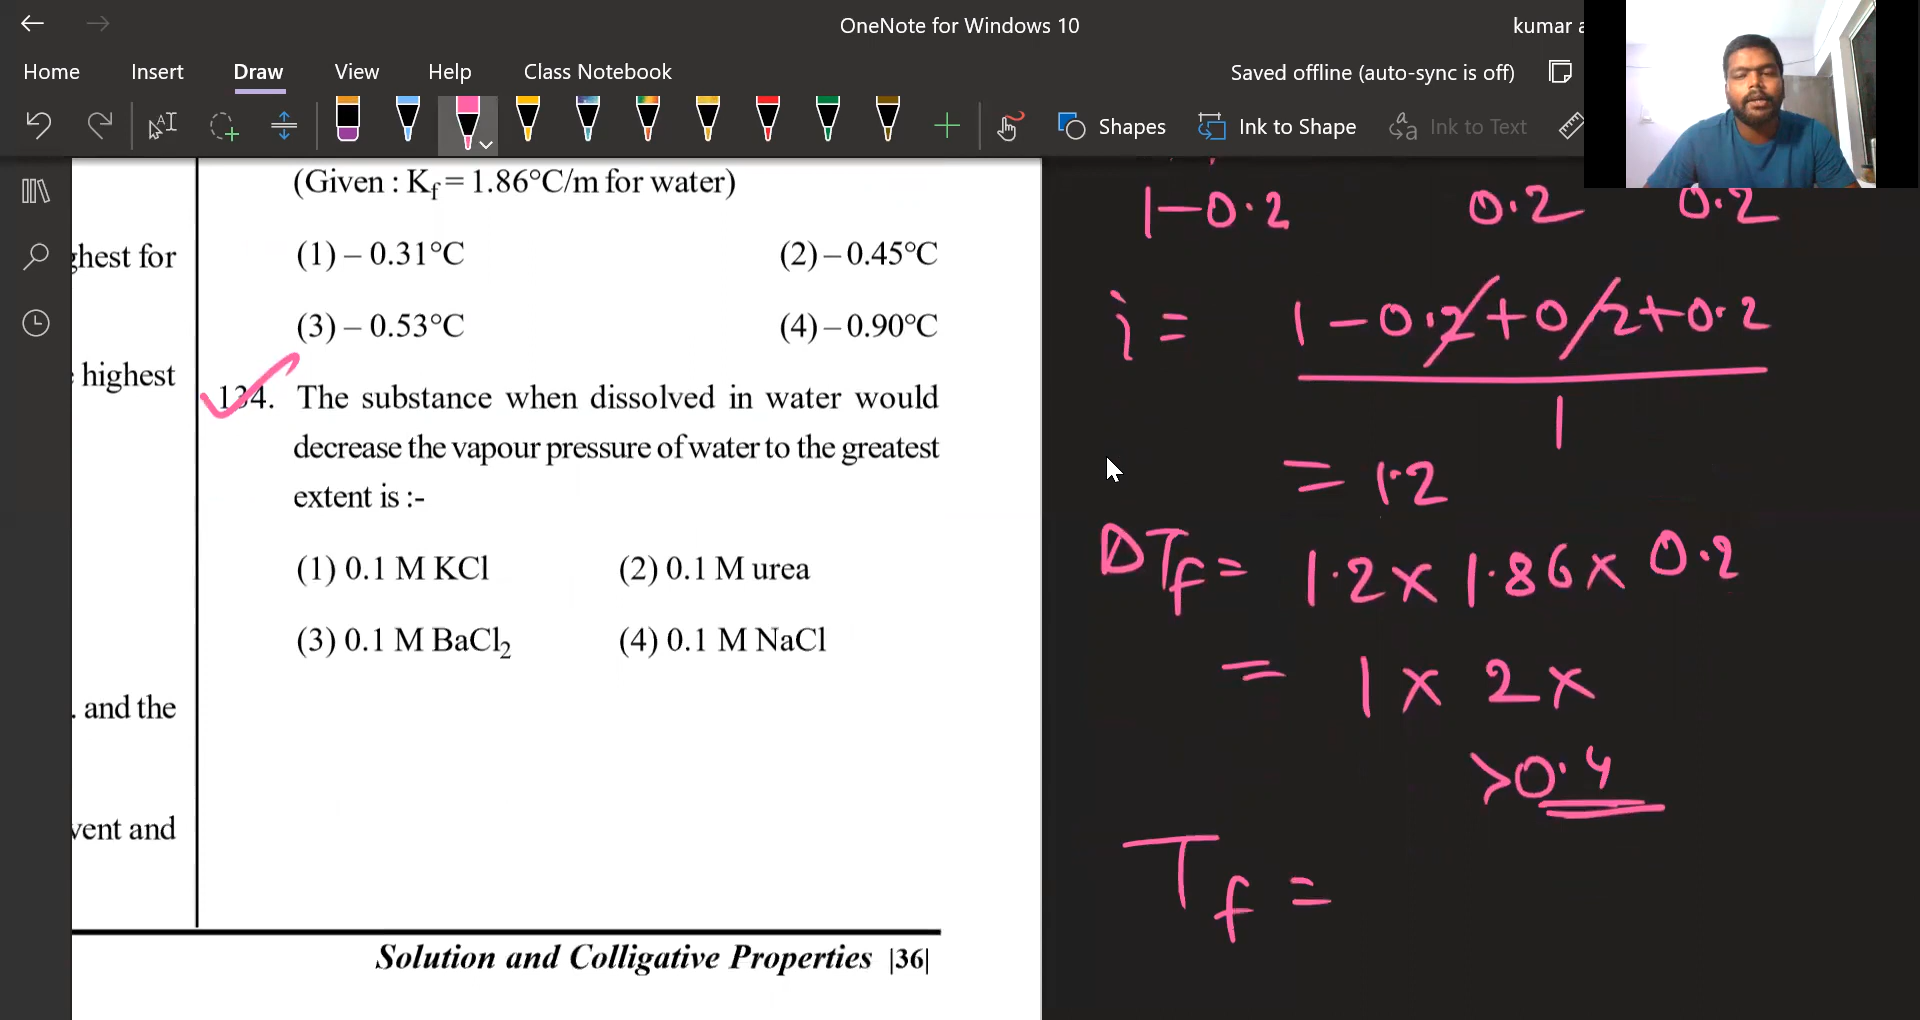 OneNote for Windows 10
kumar a
Home Insert Draw View Help Class Notebook
Saved offline (auto-sync is off)
Shapes Ink to Shape Ink to Text
(Given : Kf = 1.86°C/m for water)
(1) – 0.31°C (2) – 0.45°C
(3) – 0.53°C (4) – 0.90°C
134. The substance when dissolved in water would
decrease the vapour pressure of water to the greatest
extent is :-
(1) 0.1 M KCl (2) 0.1 M urea
(3) 0.1 M BaCl₂ (4) 0.1 M NaCl
ghest for
highest
. and the
vent and
Solution and Colligative Properties |36|
1-0.2 0.2 0.2
i = 1-0.2+0.2+0.2
1
= 1.2
ΔTf = 1.2 × 1.86 × 0.2
= 1 × 2 ×
>0.4
Tf =